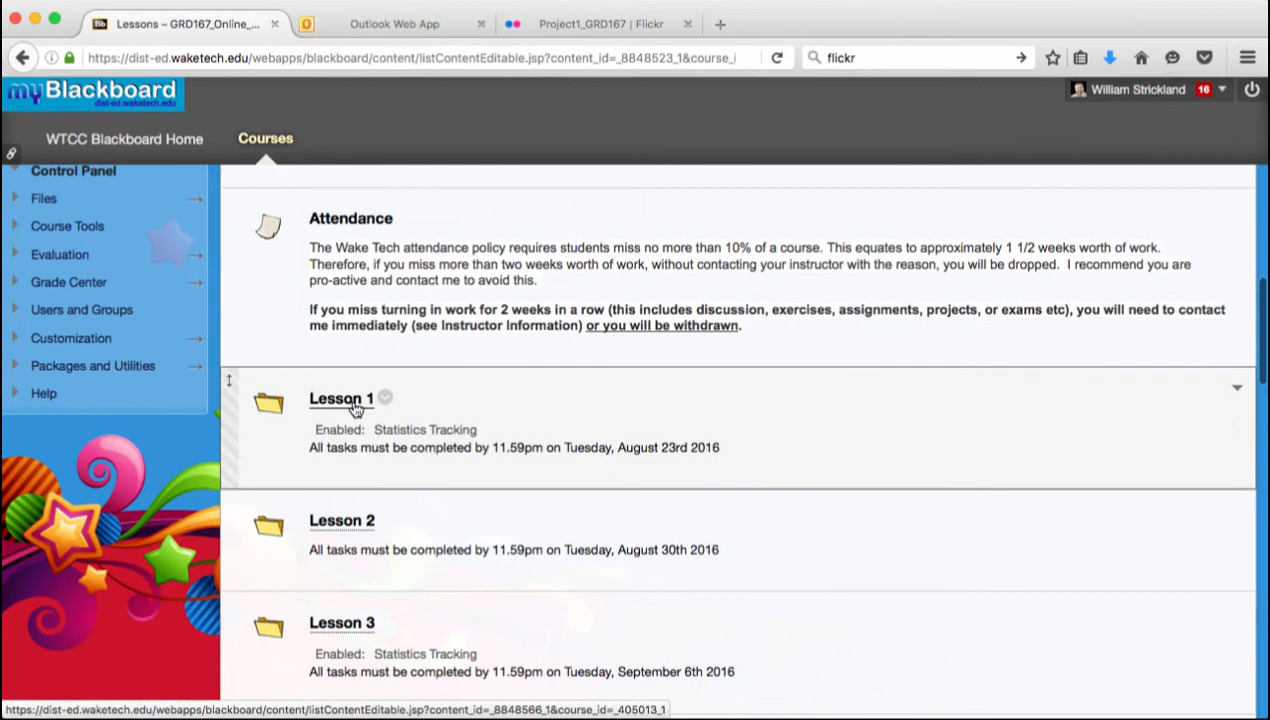 Lessons – GRD167_Online_...
Outlook Web App
Project1_GRD167 | Flickr
https://dist-ed.waketech.edu/webapps/blackboard/content/listContentEditable.jsp?content_id=_8848523_1&course_i
flickr
myBlackboard
dist-ed.waketech.edu
William Strickland 16
WTCC Blackboard Home
Courses
Control Panel
Files
Course Tools
Evaluation
Grade Center
Users and Groups
Customization
Packages and Utilities
Help
Attendance
The Wake Tech attendance policy requires students miss no more than 10% of a course. This equates to approximately 1 1/2 weeks worth of work.
Therefore, if you miss more than two weeks worth of work, without contacting your instructor with the reason, you will be dropped. I recommend you are
pro-active and contact me to avoid this.
If you miss turning in work for 2 weeks in a row (this includes discussion, exercises, assignments, projects, or exams etc), you will need to contact
me immediately (see Instructor Information) or you will be withdrawn.
Lesson 1
Enabled: Statistics Tracking
All tasks must be completed by 11.59pm on Tuesday, August 23rd 2016
Lesson 2
All tasks must be completed by 11.59pm on Tuesday, August 30th 2016
Lesson 3
Enabled: Statistics Tracking
All tasks must be completed by 11.59pm on Tuesday, September 6th 2016
https://dist-ed.waketech.edu/webapps/blackboard/content/listContentEditable.jsp?content_id=_8848566_1&course_id=_405013_1